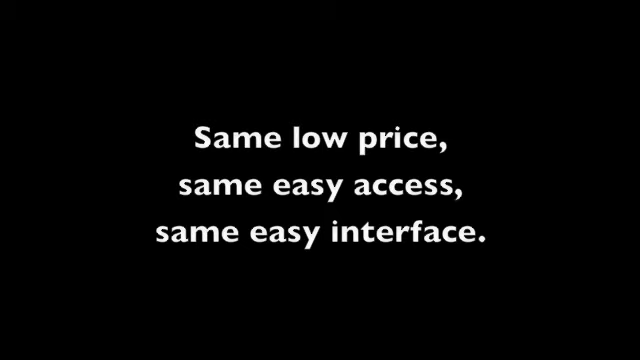 Same low price,
same easy access,
same easy interface.